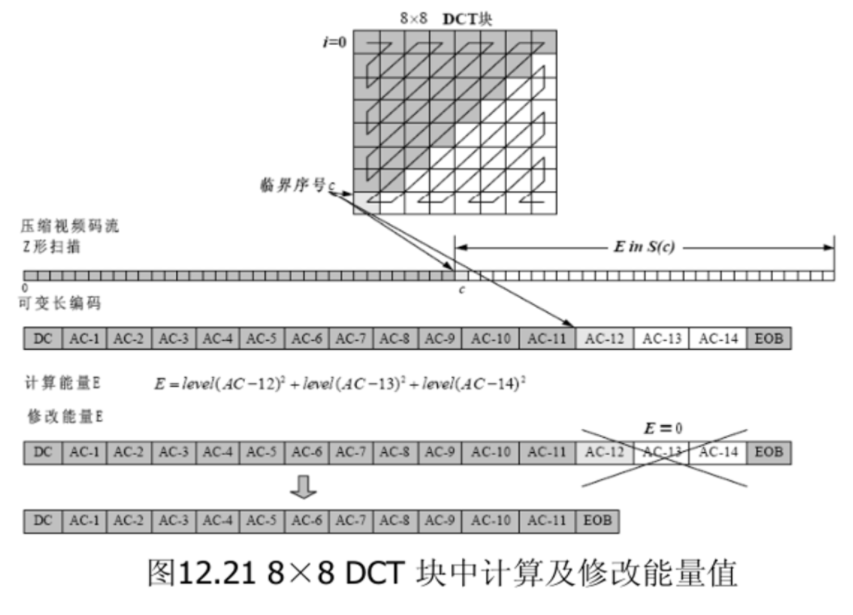 8×8 DCT块
i=0
临界序号c
压缩视频码流
Z形扫描
E in S(c)
0
c
可变长编码
DC AC-1 AC-2 AC-3 AC-4 AC-5 AC-6 AC-7 AC-8 AC-9 AC-10 AC-11 AC-12 AC-13 AC-14 EOB
计算能量E E=level(AC-12)²+level(AC-13)²+level(AC-14)²
修改能量E
E=0
DC AC-1 AC-2 AC-3 AC-4 AC-5 AC-6 AC-7 AC-8 AC-9 AC-10 AC-11 AC-12 AC-13 AC-14 EOB
DC AC-1 AC-2 AC-3 AC-4 AC-5 AC-6 AC-7 AC-8 AC-9 AC-10 AC-11 EOB
图12.21 8×8 DCT 块中计算及修改能量值